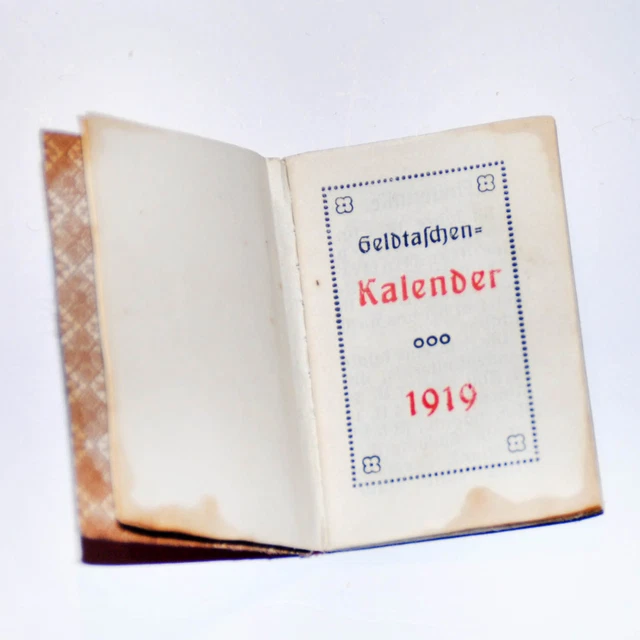 Geldtaſchen=
Kalender
1919